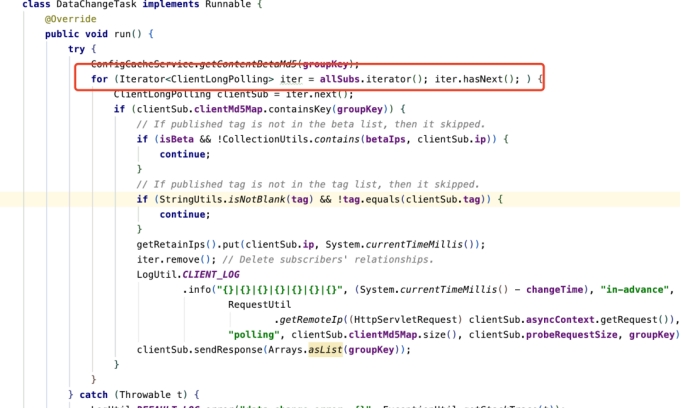 class DataChangeTask implements Runnable {
@Override
public void run() {
try {
ConfigCacheService.getContentBetaMd5(groupKey);
for (Iterator<ClientLongPolling> iter = allSubs.iterator(); iter.hasNext(); ) {
ClientLongPolling clientSub = iter.next();
if (clientSub.clientMd5Map.containsKey(groupKey)) {
// If published tag is not in the beta list, then it skipped.
if (isBeta && !CollectionUtils.contains(betaIps, clientSub.ip)) {
continue;
}
// If published tag is not in the tag list, then it skipped.
if (StringUtils.isNotBlank(tag) && !tag.equals(clientSub.tag)) {
continue;
}
getRetainIps().put(clientSub.ip, System.currentTimeMillis());
iter.remove(); // Delete subscribers' relationships.
LogUtil.CLIENT_LOG
.info("{}|{}|{}|{}|{}|{}|{}", (System.currentTimeMillis() - changeTime), "in-advance",
RequestUtil
.getRemoteIp((HttpServletRequest) clientSub.asyncContext.getRequest()),
"polling", clientSub.clientMd5Map.size(), clientSub.probeRequestSize, groupKey)
clientSub.sendResponse(Arrays.asList(groupKey));
}
}
} catch (Throwable t) {